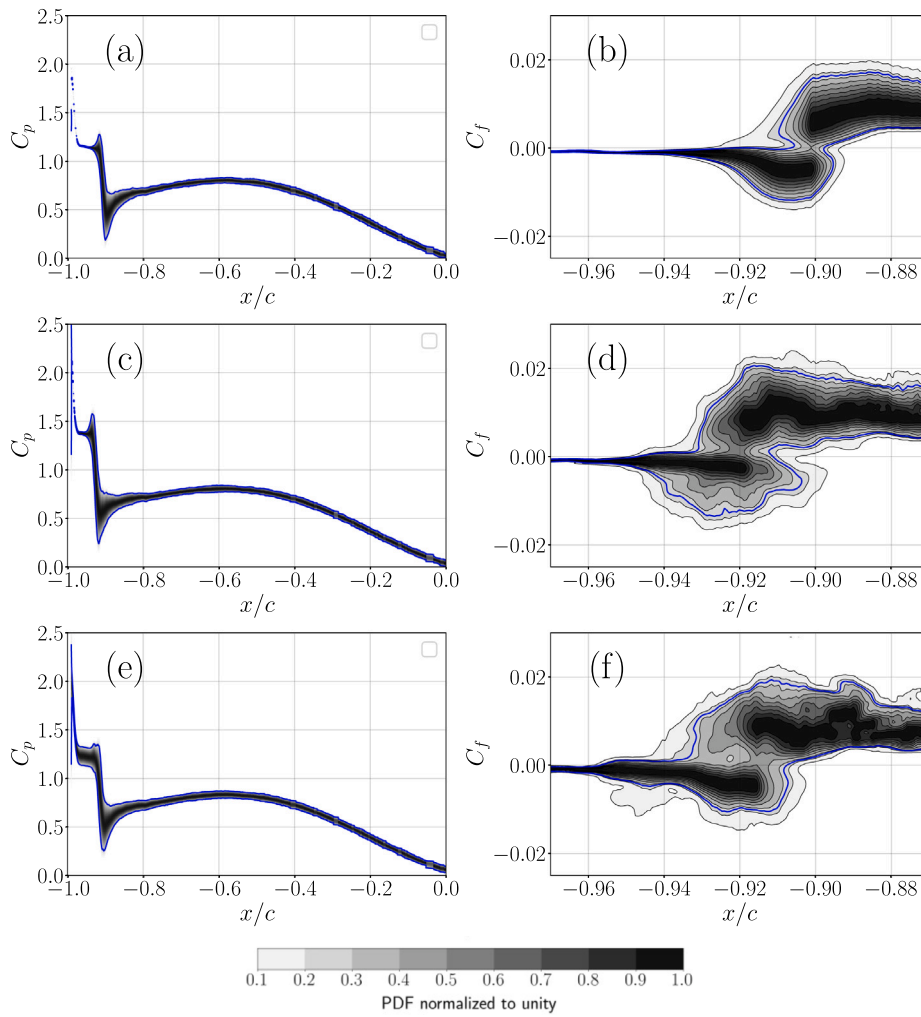 (a)
2.5
2.0
1.5
1.0
0.5
0.0
C_p
−1.0 −0.8 −0.6 −0.4 −0.2 0.0
x/c
(b)
0.02
0.00
−0.02
C_f
−0.96 −0.94 −0.92 −0.90 −0.88
x/c
(c)
2.5
2.0
1.5
1.0
0.5
0.0
C_p
−1.0 −0.8 −0.6 −0.4 −0.2 0.0
x/c
(d)
0.02
0.00
−0.02
C_f
−0.96 −0.94 −0.92 −0.90 −0.88
x/c
(e)
2.5
2.0
1.5
1.0
0.5
0.0
C_p
−1.0 −0.8 −0.6 −0.4 −0.2 0.0
x/c
(f)
0.02
0.00
−0.02
C_f
−0.96 −0.94 −0.92 −0.90 −0.88
x/c
0.1 0.2 0.3 0.4 0.5 0.6 0.7 0.8 0.9 1.0
PDF normalized to unity